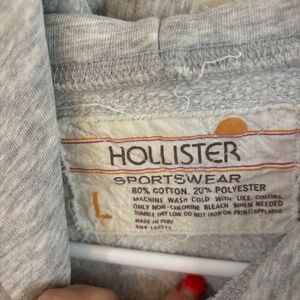 HOLLISTER
SPORTSWEAR
80% COTTON. 20% POLYESTER
MACHINE WASH COLD WITH LIKE COLORS,
ONLY NON-CHLORINE BLEACH WHEN NEEDED
TUMBLE DRY LOW DO NOT IRON ON PRINT/APPLIQUE
MADE IN PERU
L